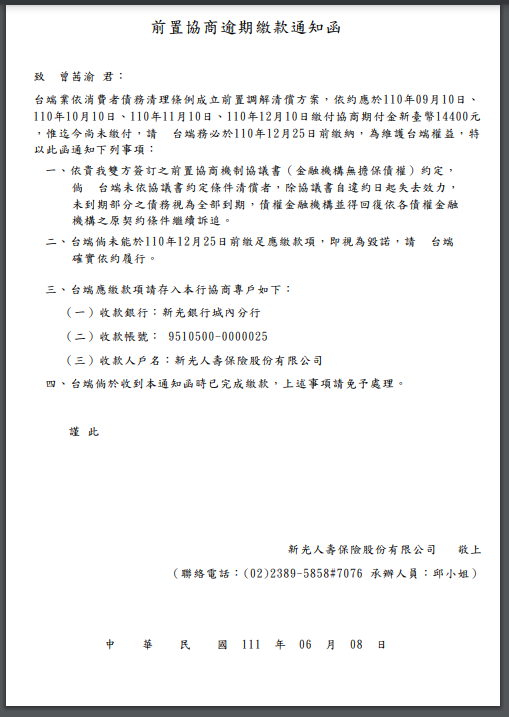 前置協商逾期繳款通知函
致　曾茜渝 君：
台端業依消費者債務清理條例成立前置調解清償方案，依約應於110年09月10日、
110年10月10日、110年11月10日、110年12月10日繳付協商期付金新臺幣14400元
，惟迄今尚未繳付，請　台端務必於110年12月25日前繳納，為維護台端權益，特
以此函通知下列事項：
一、依貴我雙方簽訂之前置協商機制協議書（金融機構無擔保債權）約定，
倘　台端未依協議書約定條件清償者，除協議書自違約日起失去效力，
未到期部分之債務視為全部到期，債權金融機構並得回復依各債權金融
機構之原契約條件繼續訴追。
二、台端倘未能於110年12月25日前繳足應繳款項，即視為毀諾，請　台端
確實依約履行。
三、台端應繳款項請存入本行協商專戶如下：
（一）收款銀行：新光銀行城內分行
（二）收款帳號： 9510500-0000025
（三）收款人戶名：新光人壽保險股份有限公司
四、台端倘於收到本通知函時已完成繳款，上述事項請免予處理。
謹 此
新光人壽保險股份有限公司　敬上
（聯絡電話：(02)2389-5858#7076 承辦人員：邱小姐）
中 華 民 國 111 年 06 月 08 日